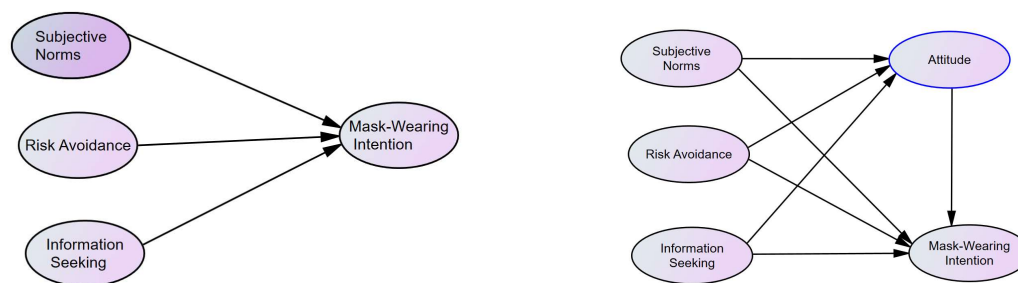 Subjective
Norms
Risk Avoidance
Information
Seeking
Mask-Wearing
Intention
Subjective
Norms
Risk Avoidance
Information
Seeking
Attitude
Mask-Wearing
Intention